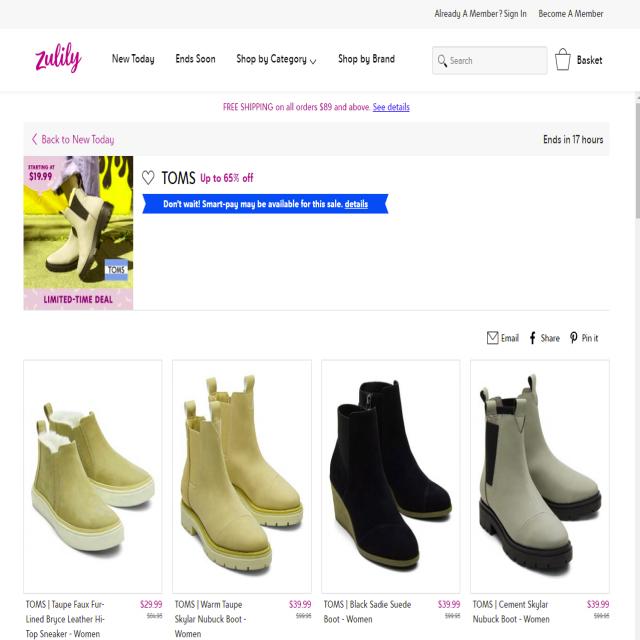 Already A Member? Sign In Become A Member
zulily New Today Ends Soon Shop by Category Shop by Brand Search Basket
FREE SHIPPING on all orders $89 and above. See details
Back to New Today Ends in 17 hours
STARTING AT
$19.99
TOMS Up to 65% off
Don't wait! Smart-pay may be available for this sale. details
TOMS
LIMITED-TIME DEAL
Email Share Pin it
TOMS | Taupe Faux Fur-
Lined Bryce Leather Hi-
Top Sneaker - Women
$29.99
$64.95
TOMS | Warm Taupe
Skylar Nubuck Boot -
Women
$39.99
$99.95
TOMS | Black Sadie Suede
Boot - Women
$39.99
$99.95
TOMS | Cement Skylar
Nubuck Boot - Women
$39.99
$99.95